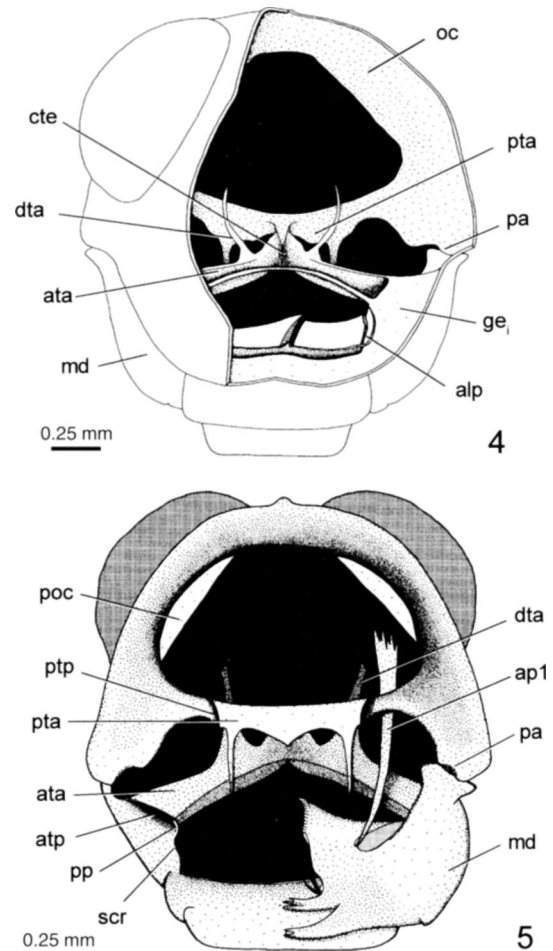 oc
cte
pta
dta
pa
ata
ge i
md
alp
0.25 mm
4
poc
dta
ptp
ap1
pta
pa
ata
atp
md
pp
scr
0.25 mm
5